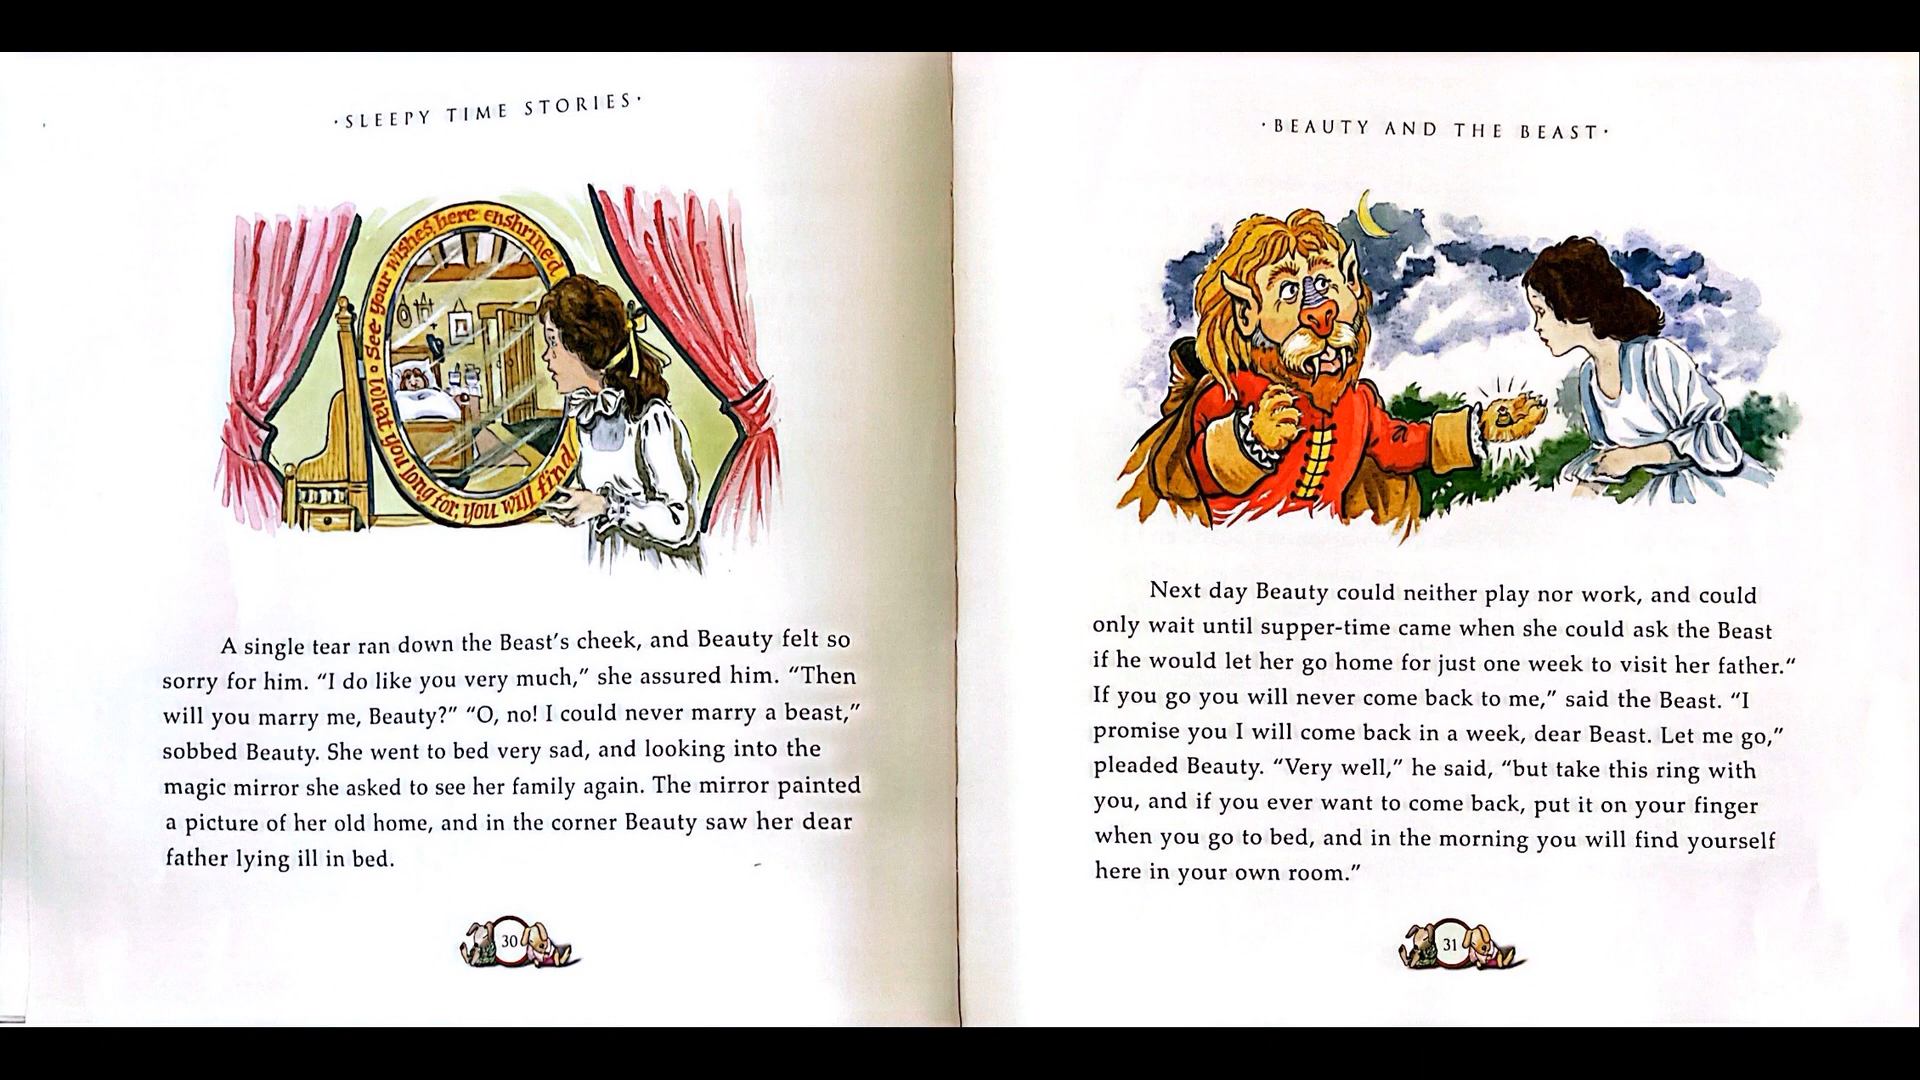 ·SLEEPY TIME STORIES·
See your wishes here enshrined,
What you long for, you will find
A single tear ran down the Beast's cheek, and Beauty felt so
sorry for him. “I do like you very much,” she assured him. “Then
will you marry me, Beauty?” “O, no! I could never marry a beast,”
sobbed Beauty. She went to bed very sad, and looking into the
magic mirror she asked to see her family again. The mirror painted
a picture of her old home, and in the corner Beauty saw her dear
father lying ill in bed.
30
·BEAUTY AND THE BEAST·
Next day Beauty could neither play nor work, and could
only wait until supper-time came when she could ask the Beast
if he would let her go home for just one week to visit her father.“
If you go you will never come back to me,” said the Beast. “I
promise you I will come back in a week, dear Beast. Let me go,”
pleaded Beauty. “Very well,” he said, “but take this ring with
you, and if you ever want to come back, put it on your finger
when you go to bed, and in the morning you will find yourself
here in your own room.”
31